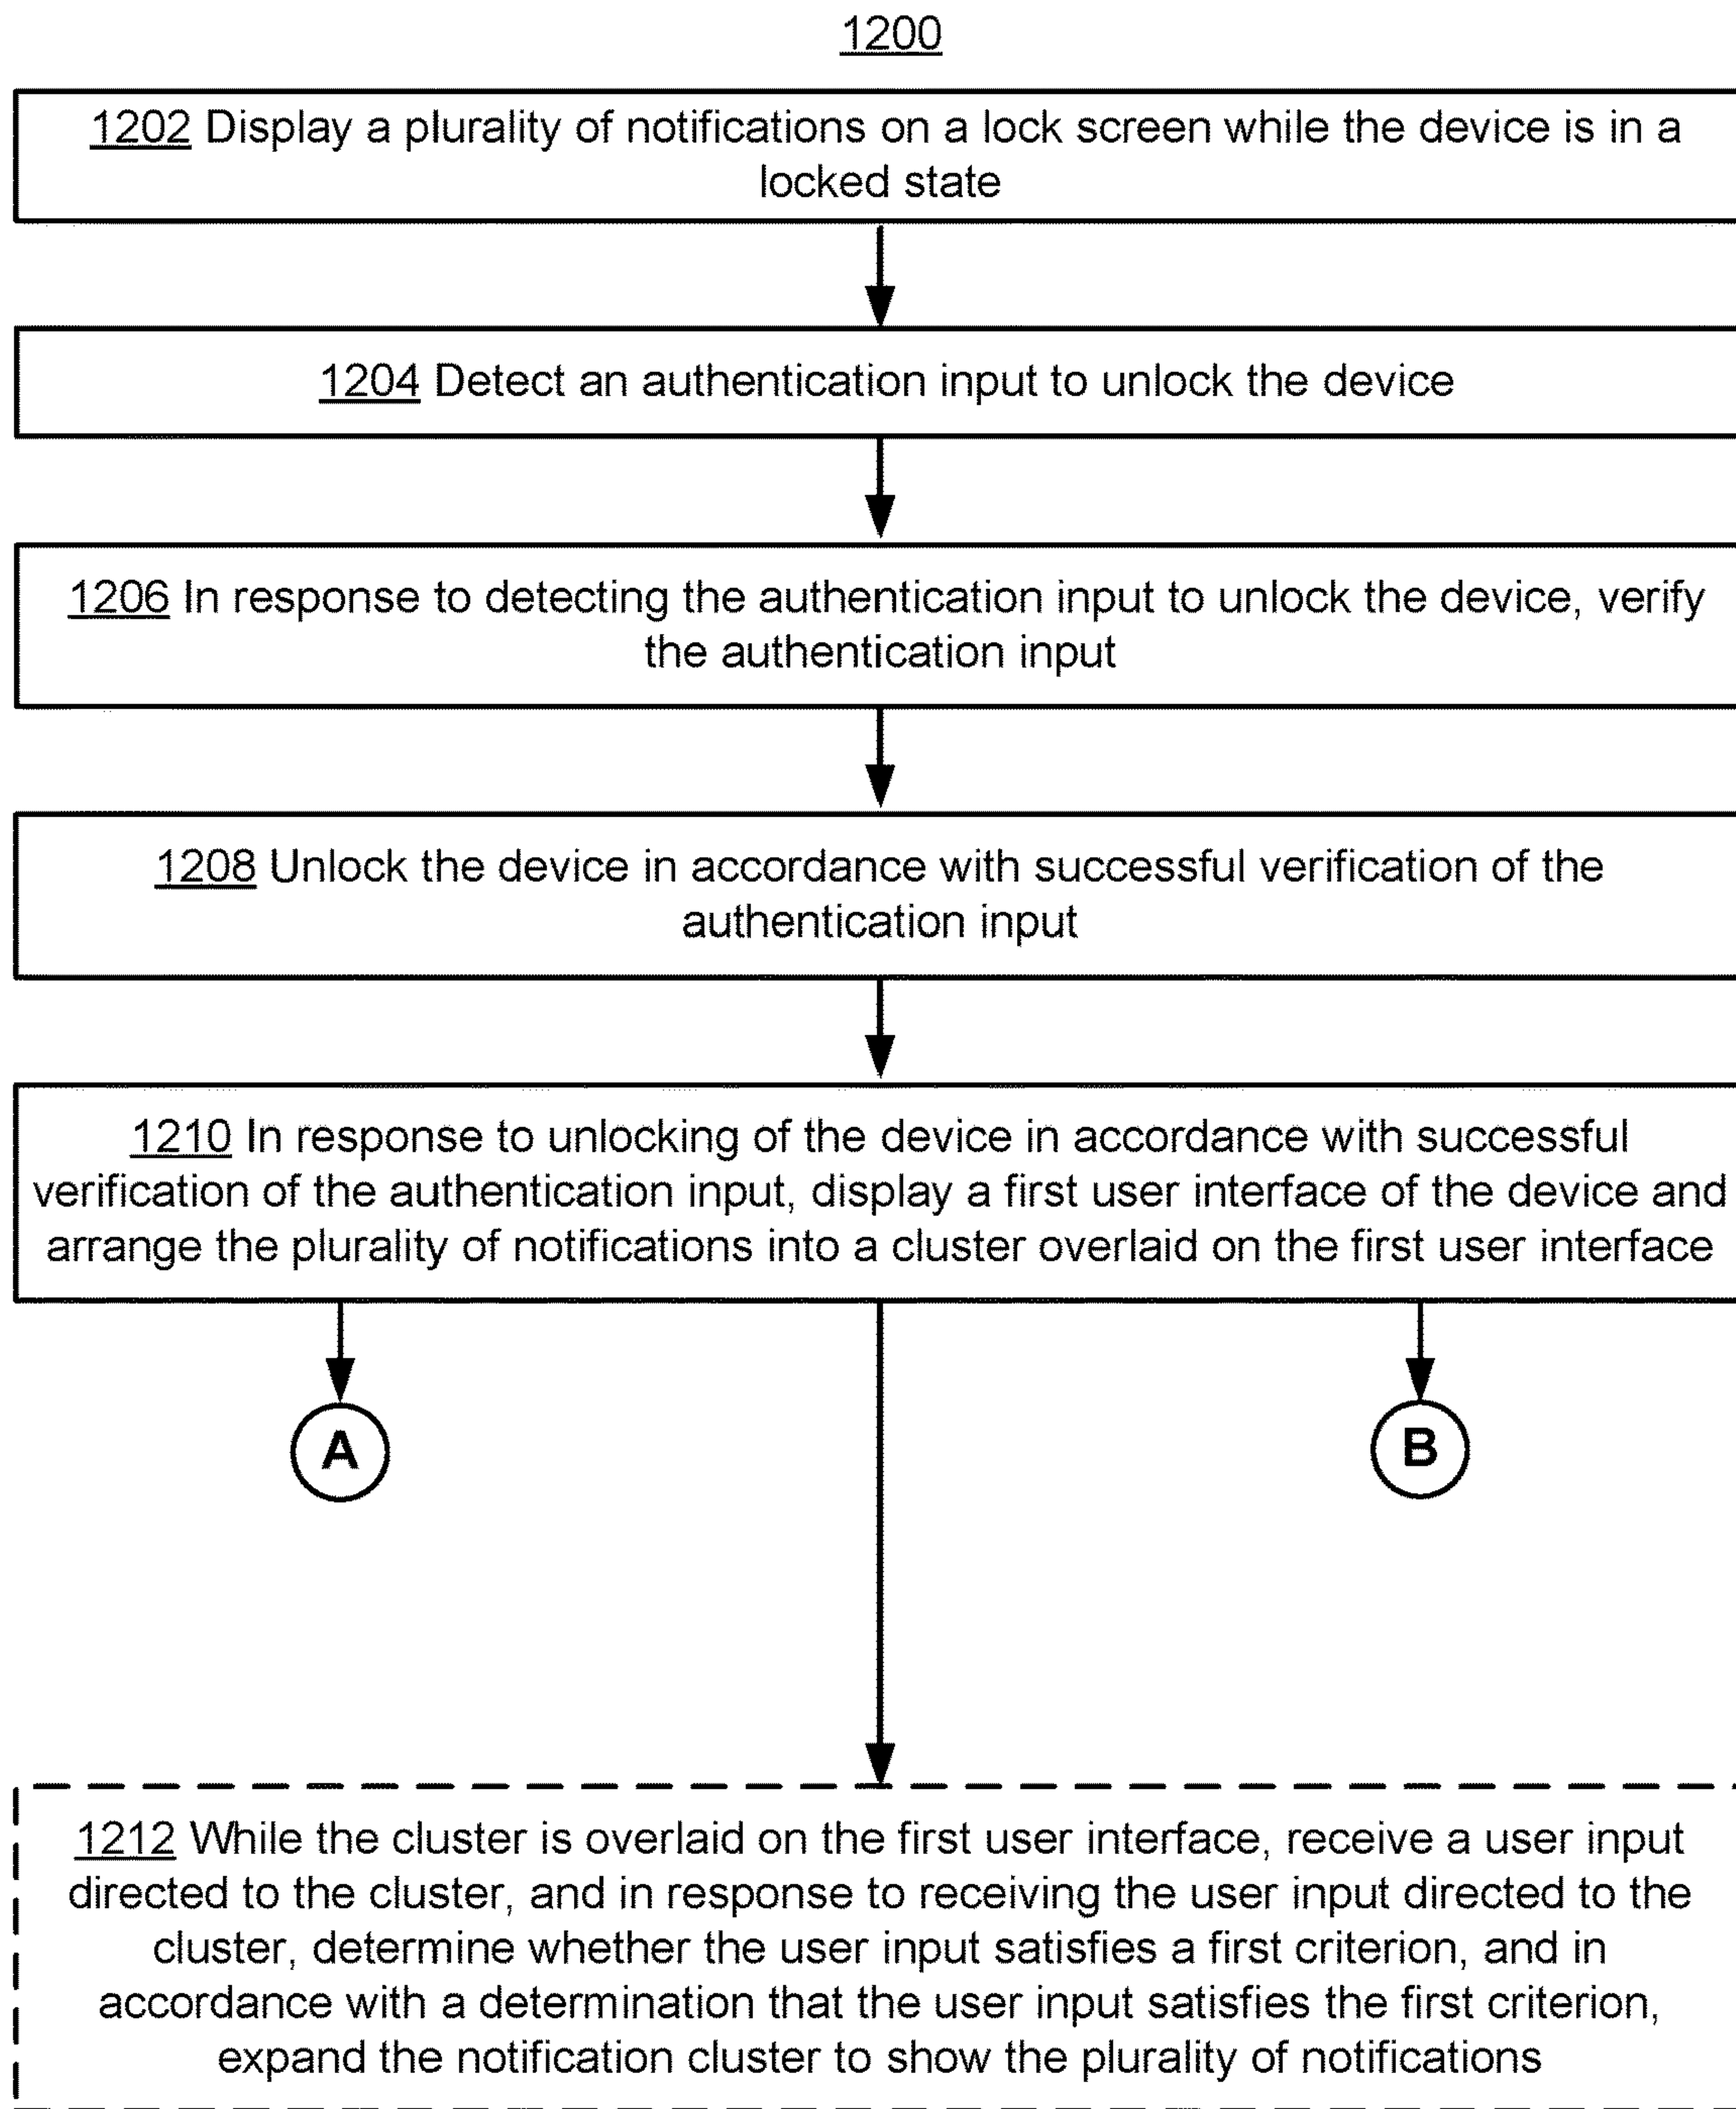 1200
1202 Display a plurality of notifications on a lock screen while the device is in a
locked state
1204 Detect an authentication input to unlock the device
1206 In response to detecting the authentication input to unlock the device, verify
the authentication input
1208 Unlock the device in accordance with successful verification of the
authentication input
1210 In response to unlocking of the device in accordance with successful
verification of the authentication input, display a first user interface of the device and
arrange the plurality of notifications into a cluster overlaid on the first user interface
A
B
1212 While the cluster is overlaid on the first user interface, receive a user input
directed to the cluster, and in response to receiving the user input directed to the
cluster, determine whether the user input satisfies a first criterion, and in
accordance with a determination that the user input satisfies the first criterion,
expand the notification cluster to show the plurality of notifications